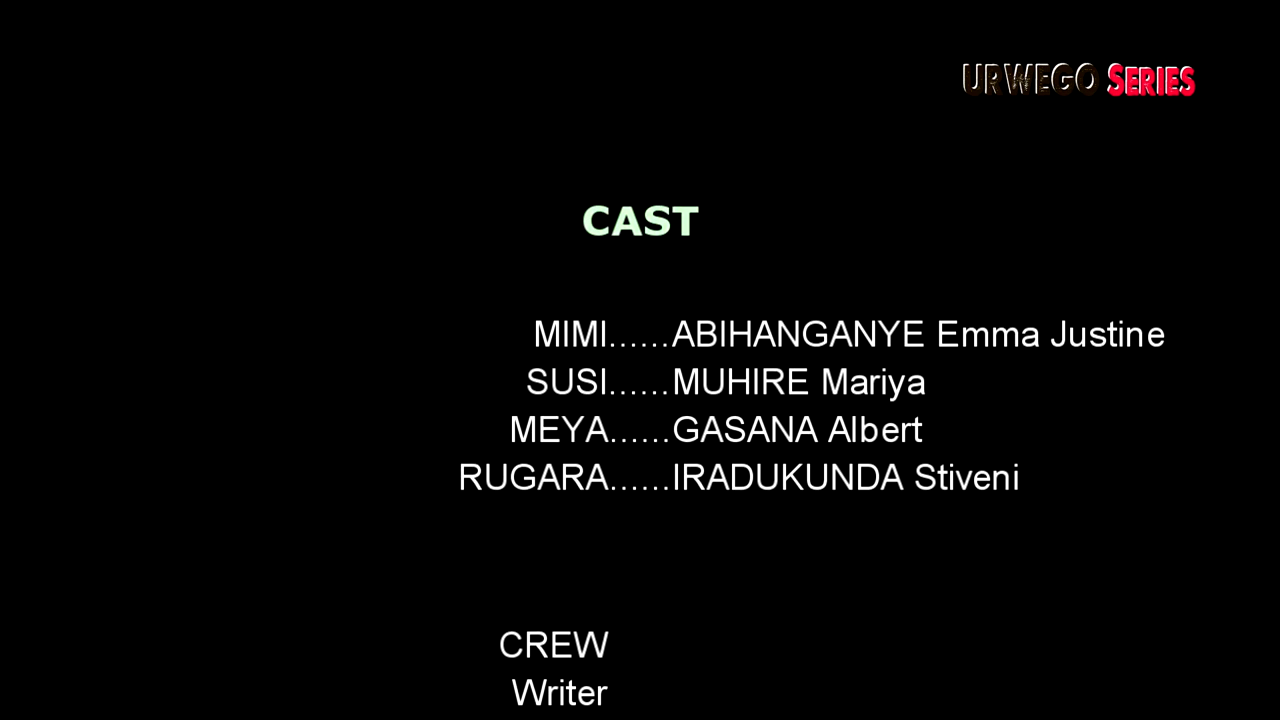 URWEGO SERIES
CAST
MIMI......ABIHANGANYE Emma Justine
SUSI......MUHIRE Mariya
MEYA......GASANA Albert
RUGARA......IRADUKUNDA Stiveni
CREW
Writer